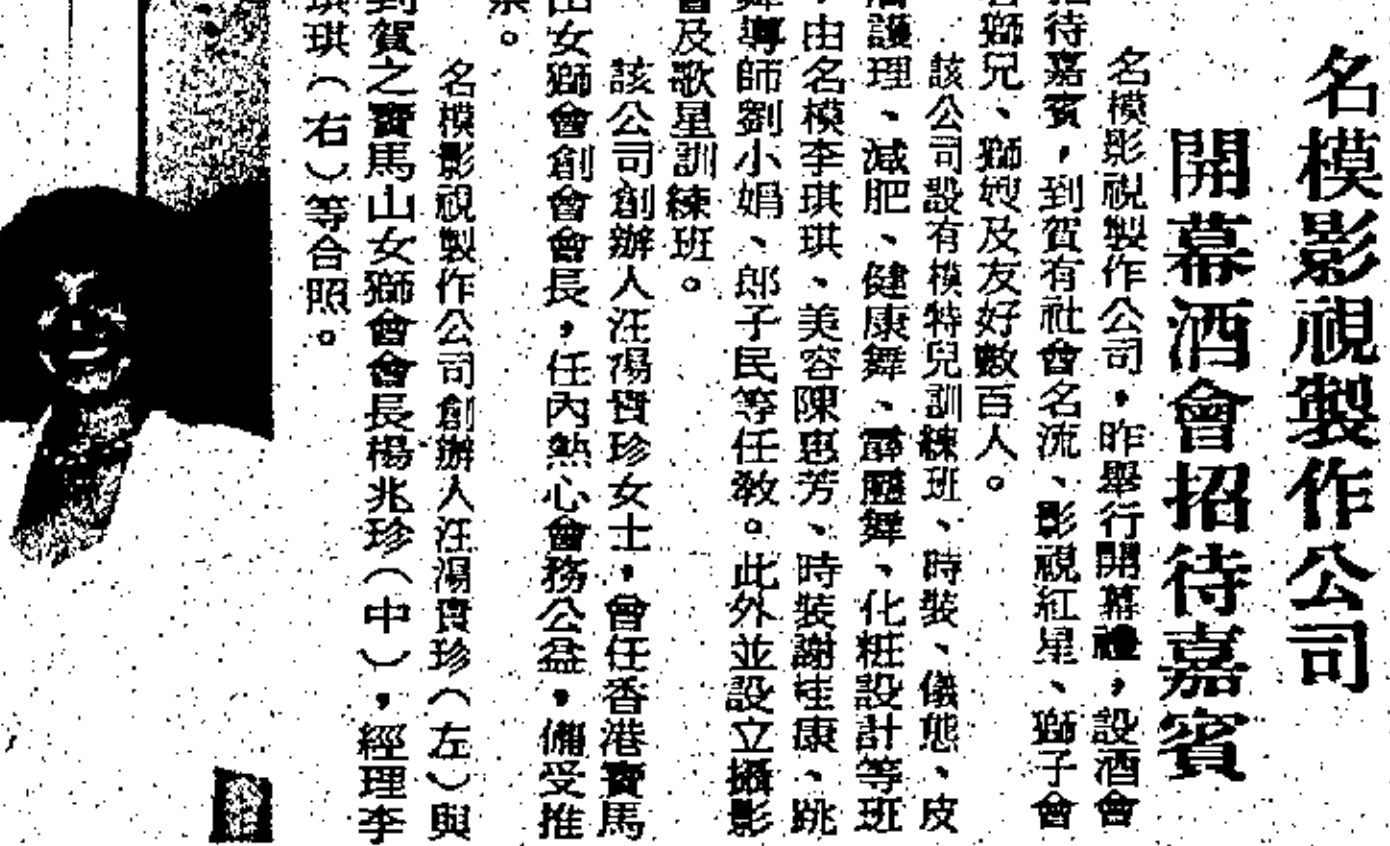 名模影視製作公司
開幕酒會招待嘉賓
名模影視製作公司，昨舉行開幕禮，設酒會
招待嘉賓，到賀有社會名流、影視紅星、獅子會
名獅兄、獅嫂及友好數百人。
該公司設有模特兒訓練班、時裝、儀態、皮
膚護理、減肥、健康舞、霹靂舞、化粧設計等班
，由名模李琪琪、美容陳惠芳、時裝謝桂康、跳
舞導師劉小娟、郎子民等任教。此外並設立攝影
會及歌星訓練班。
該公司創辦人汪湯寶珍女士，曾任香港寶馬
山女獅會創會會長，任內熱心會務公益，備受推
崇。
名模影視製作公司創辦人汪湯寶珍（左）與
到賀之寶馬山女獅會會長楊兆珍（中），經理李
琪琪（右）等合照。